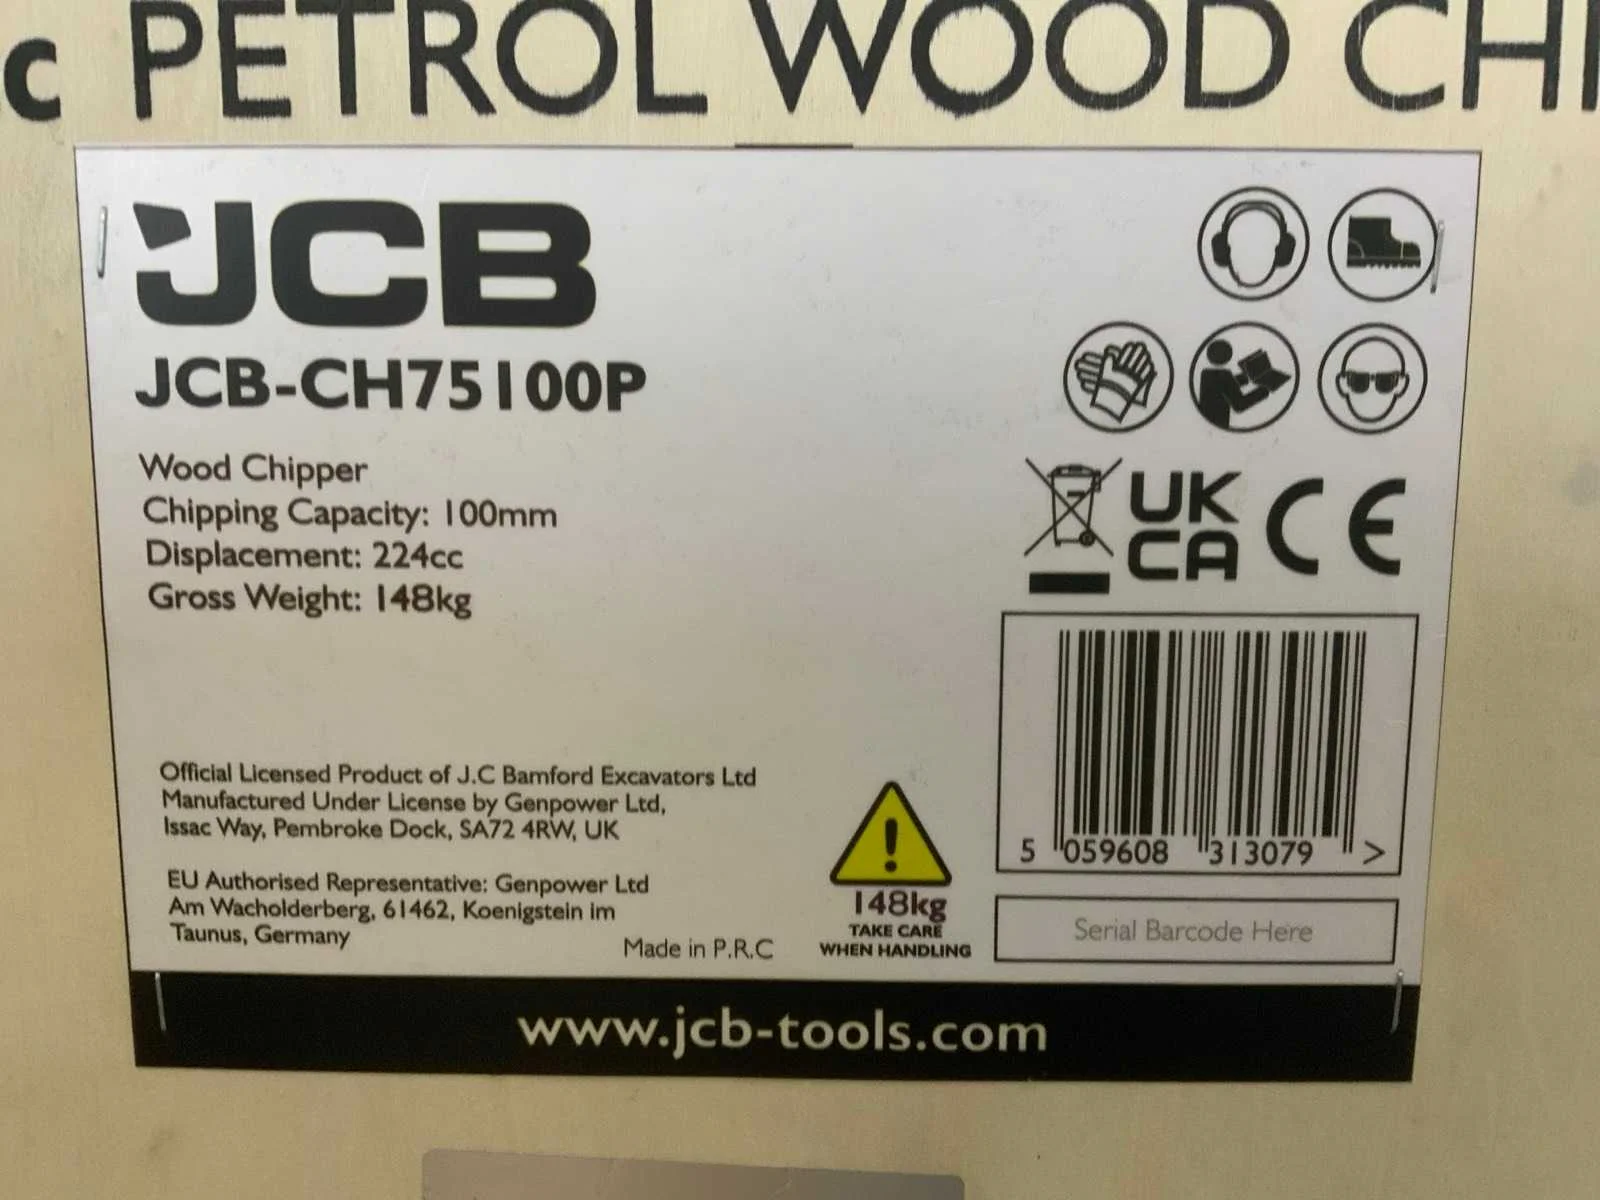 c PETROL WOOD CHI
JCB
JCB-CH75100P
Wood Chipper
Chipping Capacity: 100mm
Displacement: 224cc
Gross Weight: 148kg
UK
CA CE
5 059608 313079 >
Official Licensed Product of J.C Bamford Excavators Ltd
Manufactured Under License by Genpower Ltd,
Issac Way, Pembroke Dock, SA72 4RW, UK
EU Authorised Representative: Genpower Ltd
Am Wacholderberg, 61462, Koenigstein im
Taunus, Germany
Made in P.R.C
148kg
TAKE CARE
WHEN HANDLING
Serial Barcode Here
www.jcb-tools.com